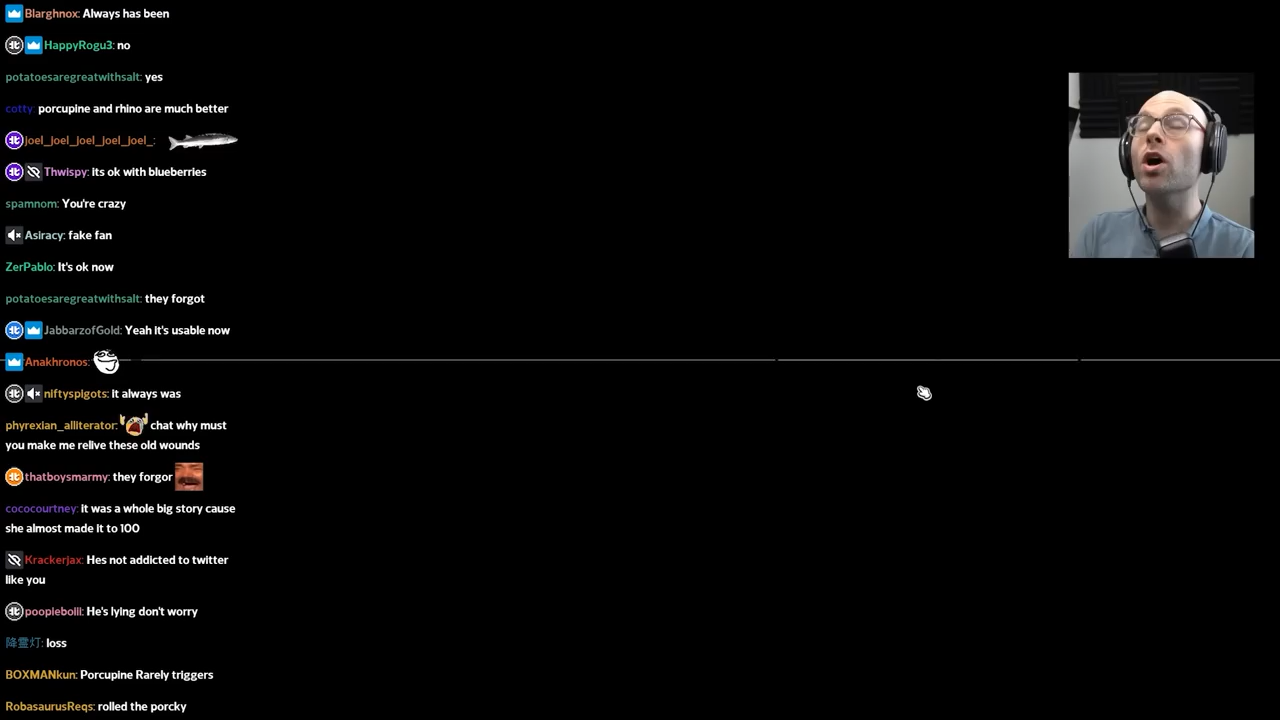 Blarghnox: Always has been
HappyRogu3: no
potatoesaregreatwithsalt: yes
cotty: porcupine and rhino are much better
joel_joel_joel_joel_joel_:
Thwispy: its ok with blueberries
spamnom: You're crazy
Asiracy: fake fan
ZerPablo: It's ok now
potatoesaregreatwithsalt: they forgot
JabbarzofGold: Yeah it's usable now
Anakhronos:
niftyspigots: it always was
phyrexian_alliterator: chat why must
you make me relive these old wounds
thatboysmarmy: they forgor
cococourtney: it was a whole big story cause
she almost made it to 100
Krackerjax: Hes not addicted to twitter
like you
poopieboiii: He's lying don't worry
降霊灯: loss
BOXMANkun: Porcupine Rarely triggers
RobasaurusReqs: rolled the porcky